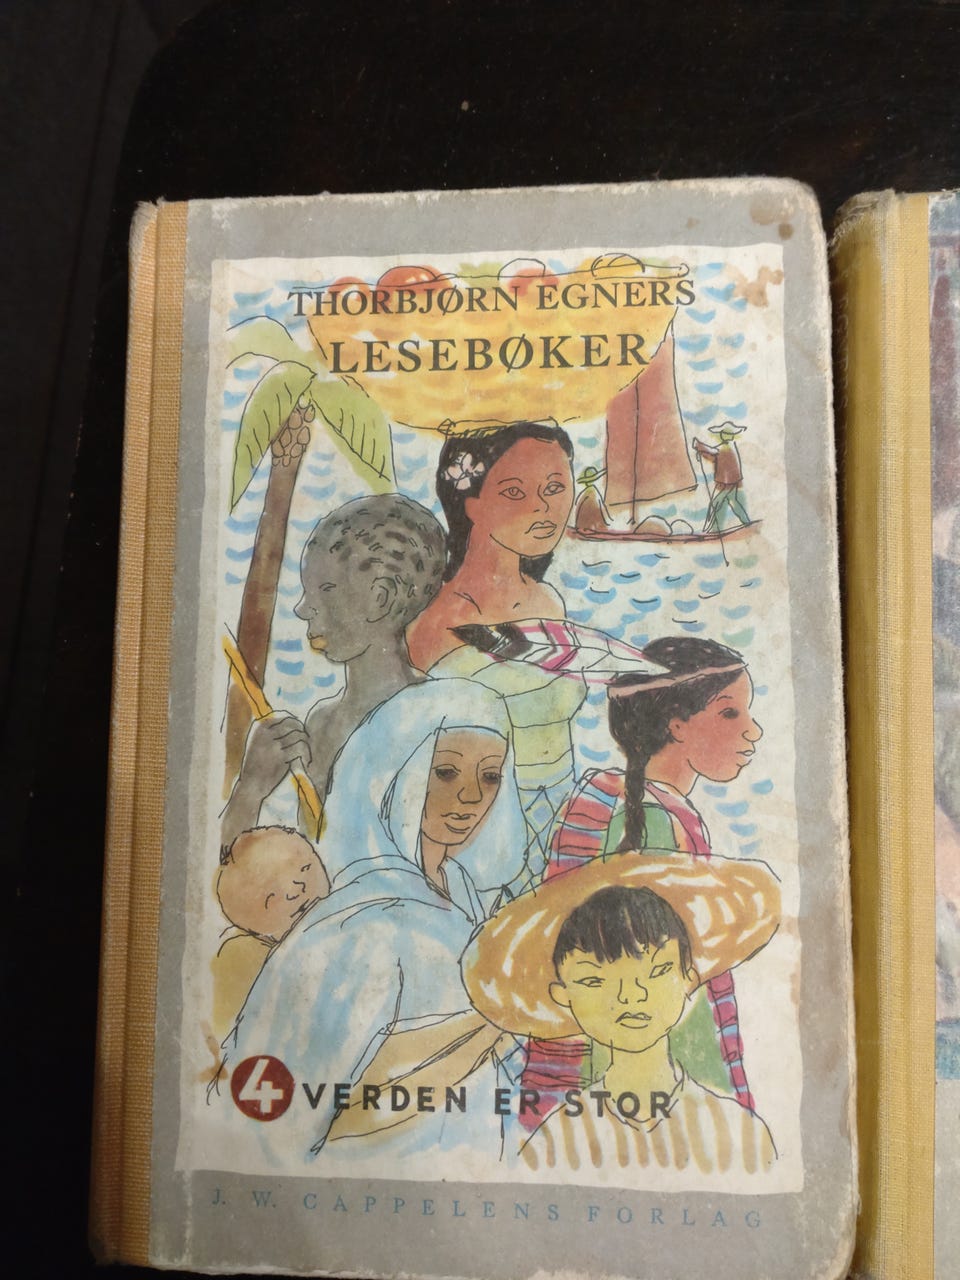 THORBJØRN EGNERS
LESEBØKER
4 VERDEN ER STOR
J. W. CAPPELENS FORLAG